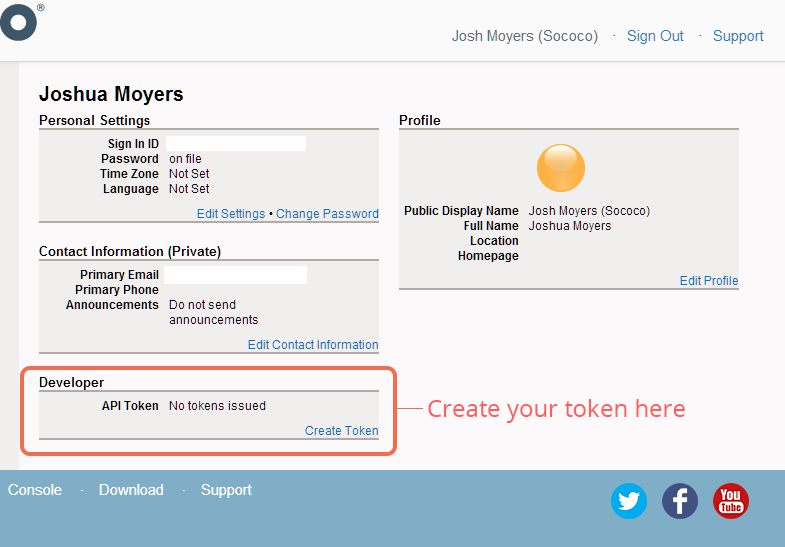 ®
Josh Moyers (Sococo) · Sign Out · Support
Joshua Moyers
Personal Settings
Sign In ID
Password on file
Time Zone Not Set
Language Not Set
Edit Settings • Change Password
Contact Information (Private)
Primary Email
Primary Phone
Announcements Do not send
announcements
Edit Contact Information
Developer
API Token No tokens issued
Create Token
Create your token here
Profile
Public Display Name Josh Moyers (Sococo)
Full Name Joshua Moyers
Location
Homepage
Edit Profile
Console · Download · Support
You
Tube